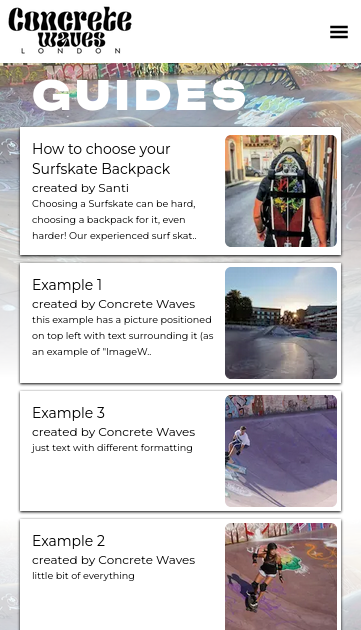 Concrete
waves
LONDON
GUIDES
How to choose your
Surfskate Backpack
created by Santi
Choosing a Surfskate can be hard,
choosing a backpack for it, even
harder! Our experienced surf skat..
Example 1
created by Concrete Waves
this example has a picture positioned
on top left with text surrounding it (as
an example of "ImageW..
Example 3
created by Concrete Waves
just text with different formatting
Example 2
created by Concrete Waves
little bit of everything